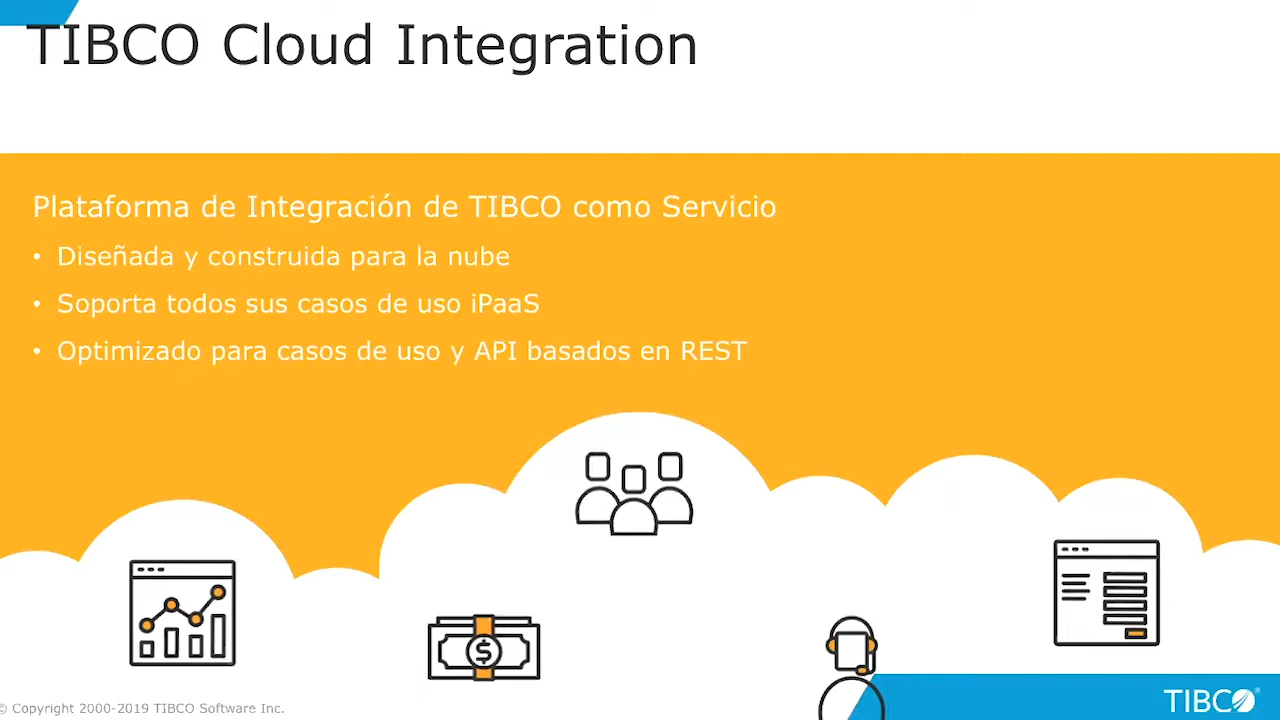 TIBCO Cloud Integration
Plataforma de Integración de TIBCO como Servicio
• Diseñada y construida para la nube
• Soporta todos sus casos de uso iPaaS
• Optimizado para casos de uso y API basados en REST
$
© Copyright 2000-2019 TIBCO Software Inc.
TIBCO®